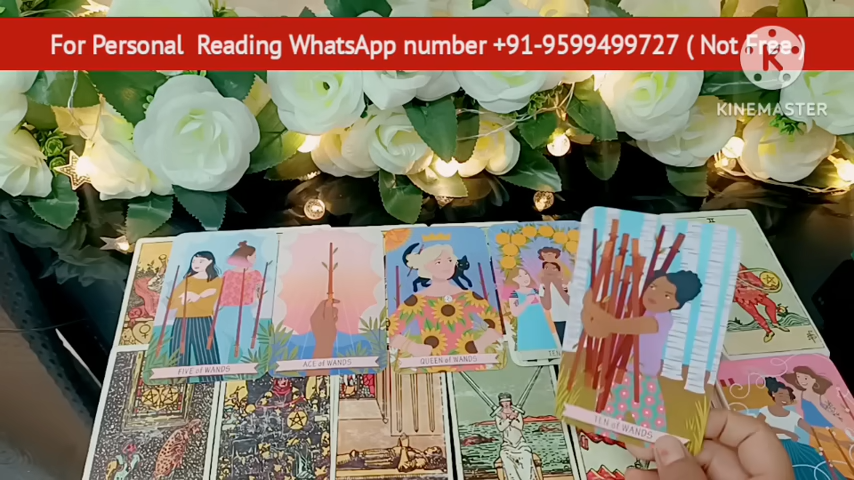 For Personal Reading WhatsApp number +91-9599499727 ( Not Free )
K
KINEMASTER
FIVE of WANDS
ACE of WANDS
QUEEN of WANDS
TEN
TEN of WANDS